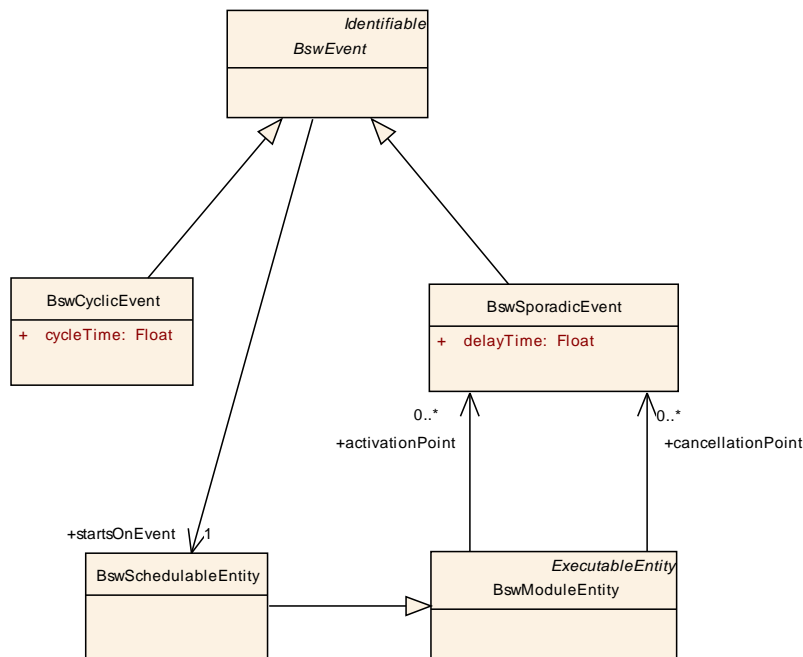 Identifiable
BswEvent
BswCyclicEvent
+ cycleTime: Float
BswSporadicEvent
+ delayTime: Float
0..*
+activationPoint
0..*
+cancellationPoint
+startsOnEvent 1
BswSchedulableEntity
ExecutableEntity
BswModuleEntity